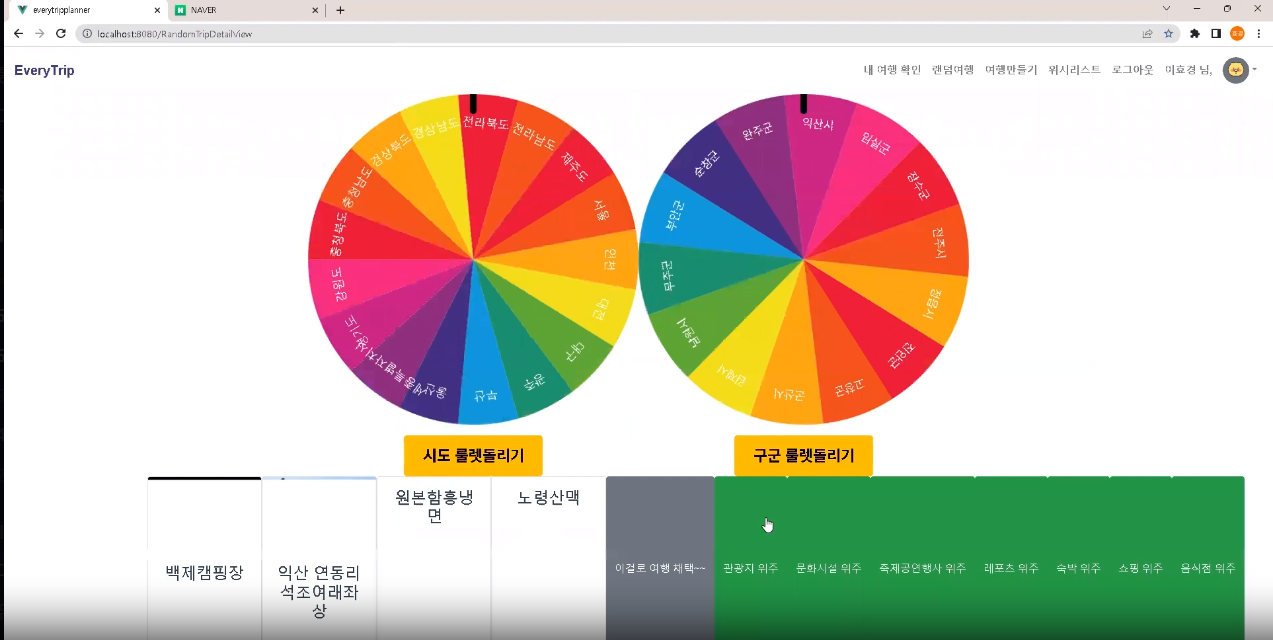 everytripplanner
NAVER
localhost:8080/RandomTripDetailView
EveryTrip
내 여행 확인 랜덤여행 여행만들기 위시리스트 로그아웃 이효경 님,
전라북도
전라남도
제주도
서울
인천
대전
대구
광주
부산
울산
세종특별자치시
경기도
강원도
충청북도
충청남도
경상북도
경상남도
익산시
임실군
장수군
전주시
정읍시
진안군
고창군
군산시
김제시
남원시
무주군
부안군
순창군
완주군
시도 룰렛돌리기
구군 룰렛돌리기
백제캠핑장
익산 연동리
석조여래좌
상
원본함흥냉
면
노령산맥
이걸로 여행 채택~~
관광지 위주
문화시설 위주
축제공연행사 위주
레포츠 위주
숙박 위주
쇼핑 위주
음식점 위주